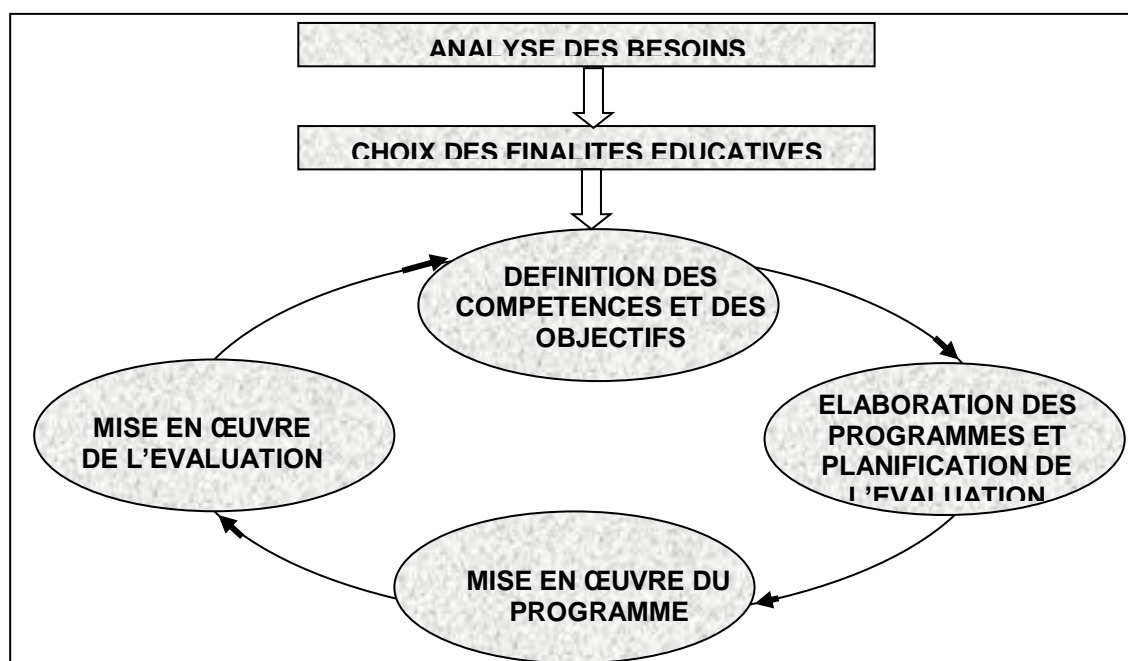 ANALYSE DES BESOINS
CHOIX DES FINALITES EDUCATIVES
DEFINITION DES
COMPETENCES ET DES
OBJECTIFS
ELABORATION DES
PROGRAMMES ET
PLANIFICATION DE
L'EVALUATION
MISE EN ŒUVRE DU
PROGRAMME
MISE EN ŒUVRE
DE L'EVALUATION